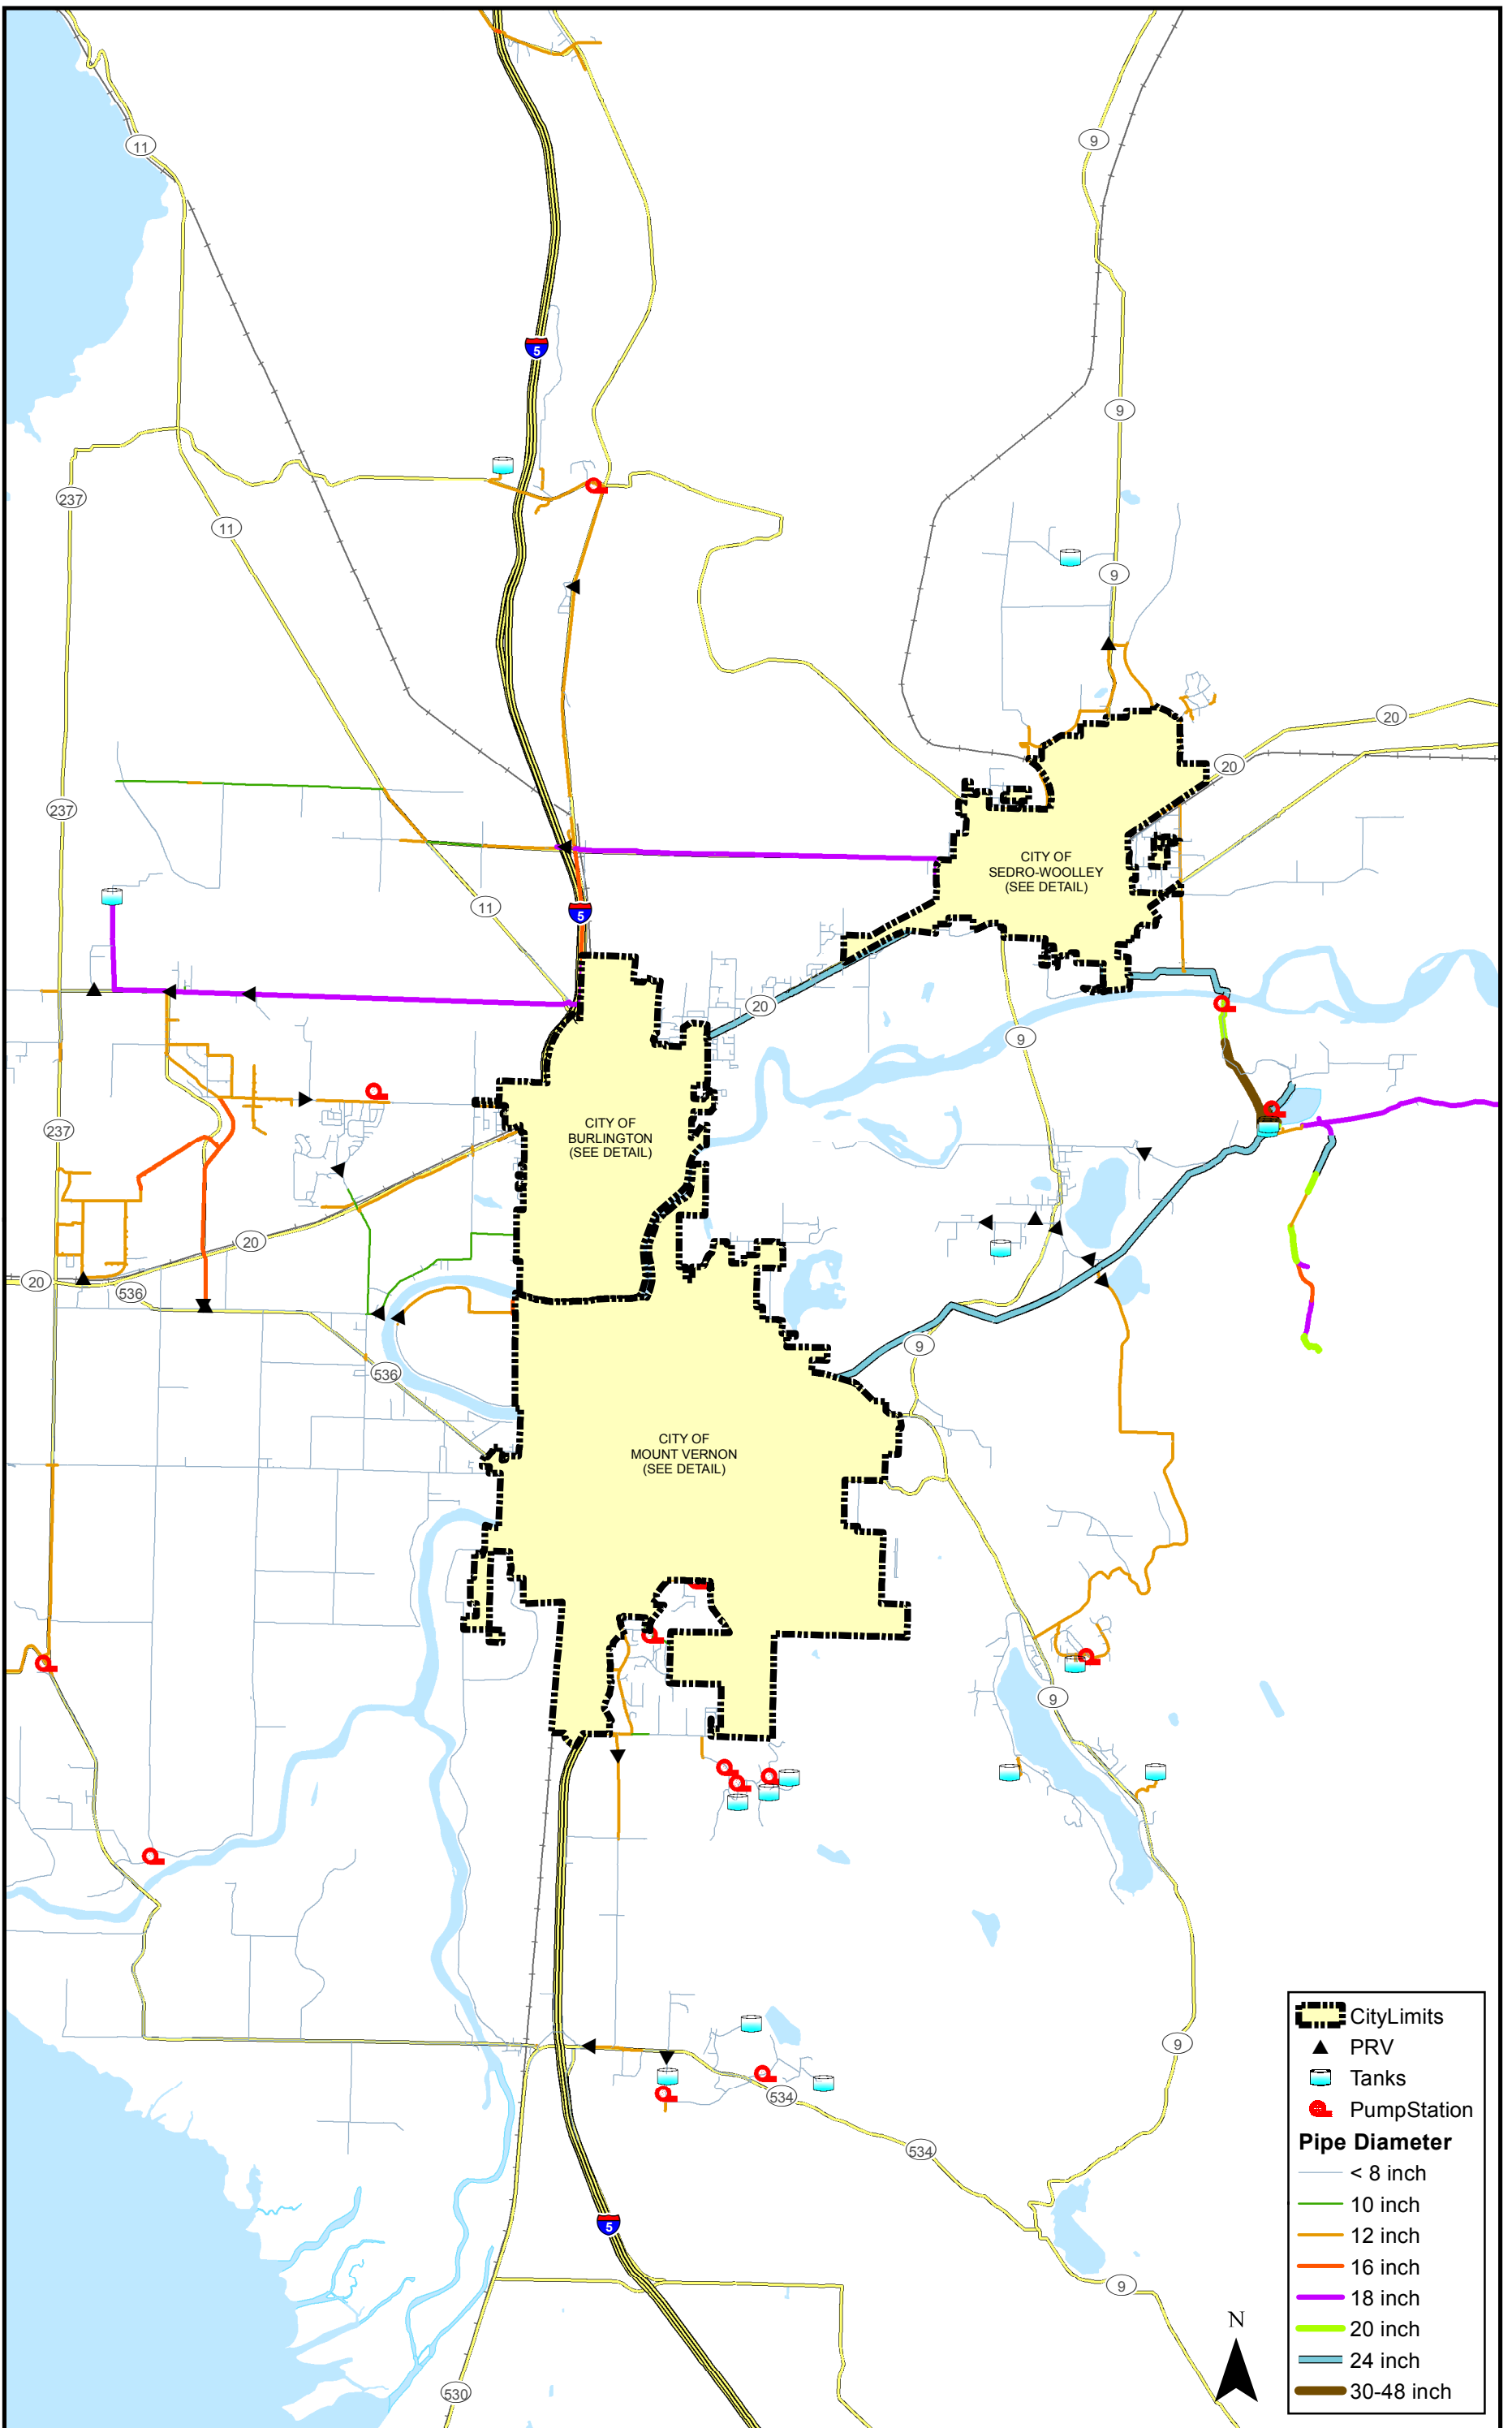 11
9
5
9
237
11
9
20
20
237
CITY OF
SEDRO-WOOLLEY
(SEE DETAIL)
11
5
20
9
237
CITY OF
BURLINGTON
(SEE DETAIL)
20
20
536
9
536
CITY OF
MOUNT VERNON
(SEE DETAIL)
9
9
534
534
5
9
530
N
CityLimits
PRV
Tanks
PumpStation
Pipe Diameter
< 8 inch
10 inch
12 inch
16 inch
18 inch
20 inch
24 inch
30-48 inch